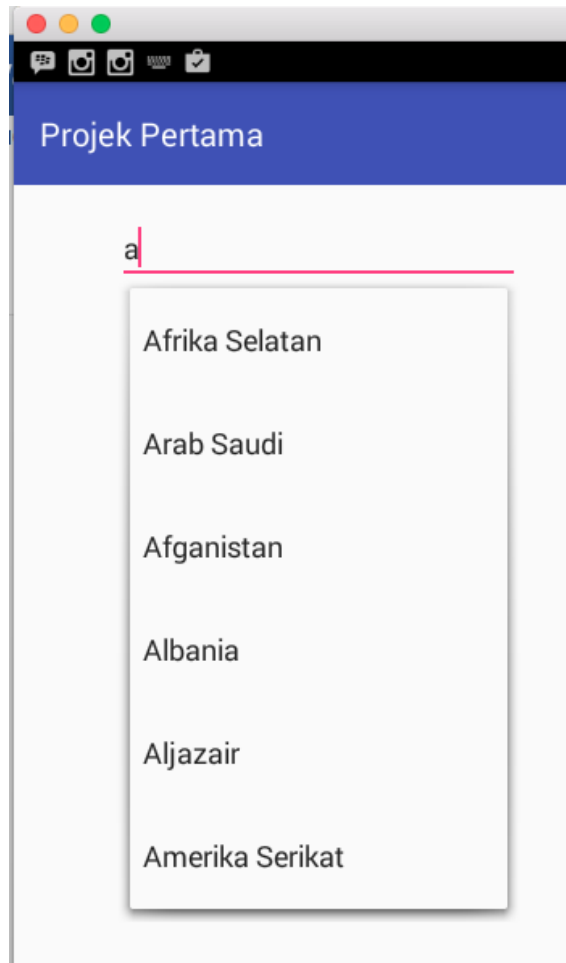 Projek Pertama
a
Afrika Selatan
Arab Saudi
Afganistan
Albania
Aljazair
Amerika Serikat